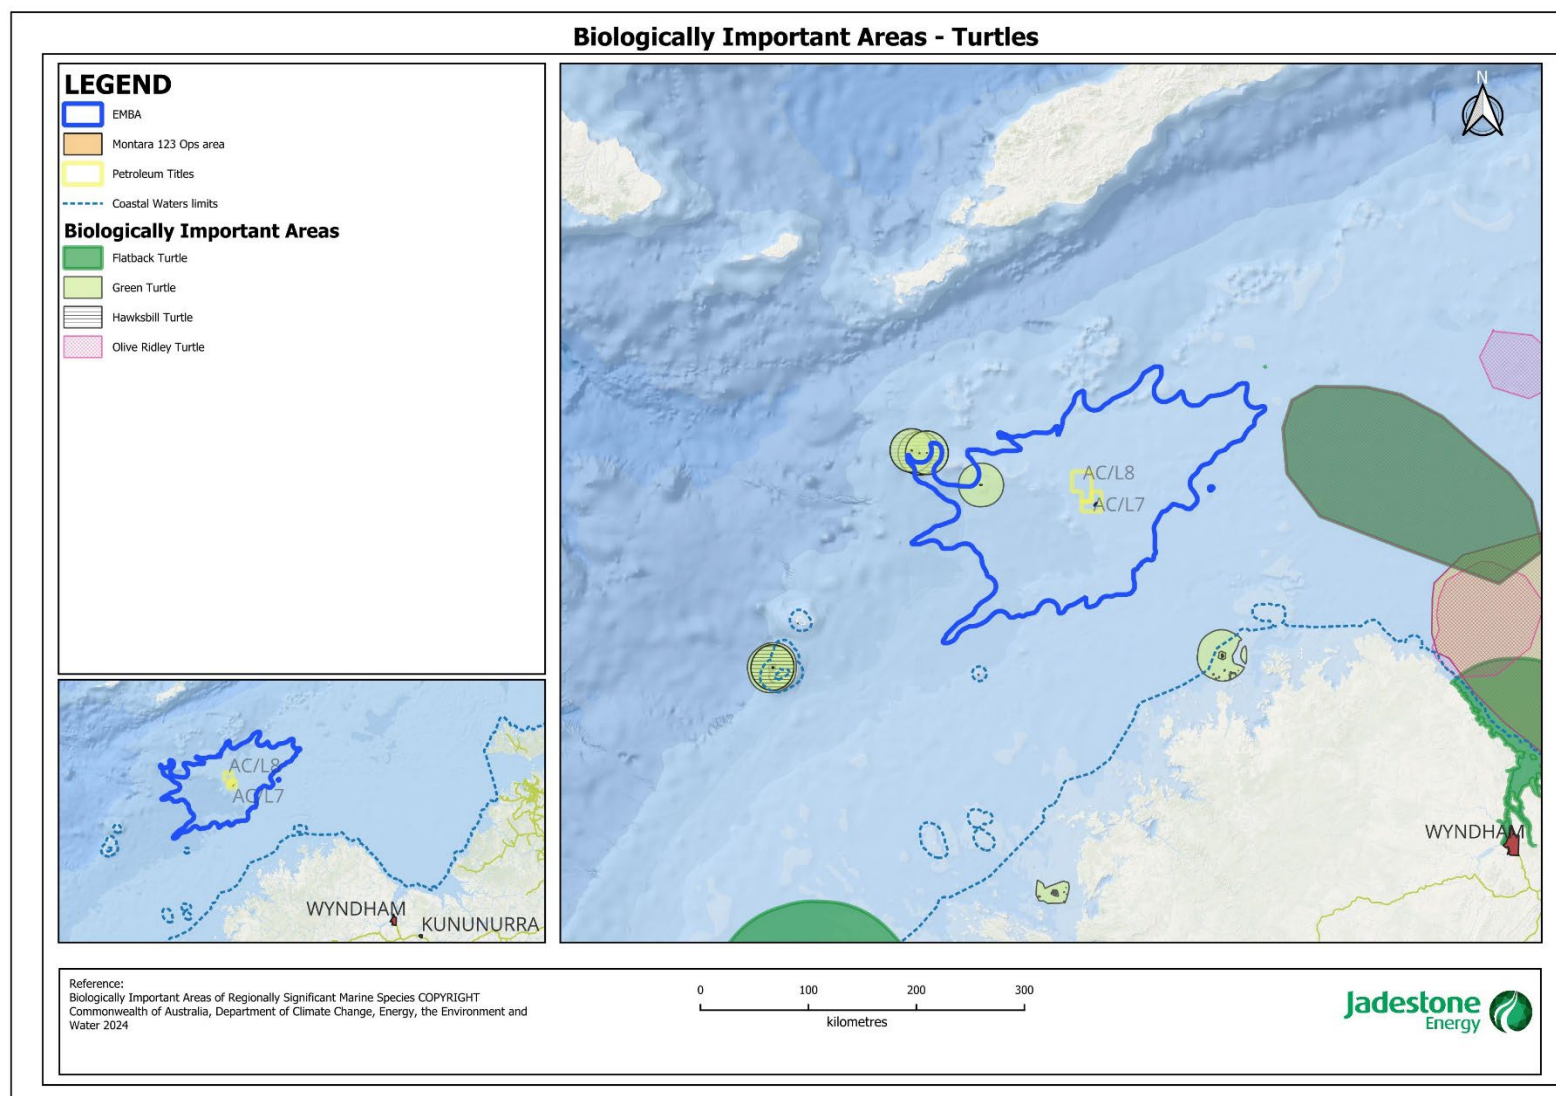 Biologically Important Areas - Turtles
LEGEND
EMBA
Montara 123 Ops area
Petroleum Titles
Coastal Waters limits
Biologically Important Areas
Flatback Turtle
Green Turtle
Hawksbill Turtle
Olive Ridley Turtle
N
AC/L8
AC/L7
WYNDHAM
AC/L8
AC/L7
WYNDHAM
KUNUNURRA
Reference:
Biologically Important Areas of Regionally Significant Marine Species COPYRIGHT
Commonwealth of Australia, Department of Climate Change, Energy, the Environment and
Water 2024
0 100 200 300
kilometres
Jadestone
Energy